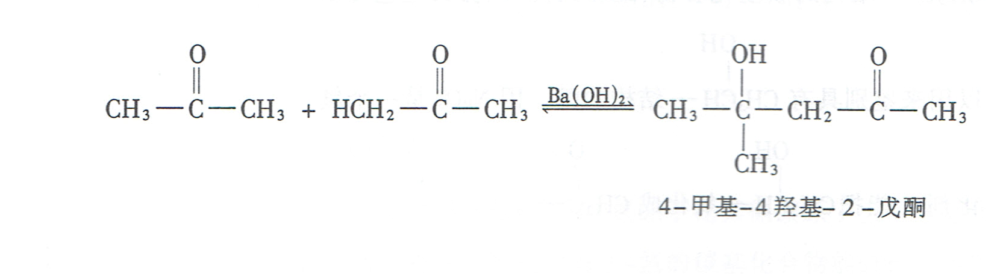 O O OH O
CH₃—C—CH₃ + HCH₂—C—CH₃ Ba(OH)₂ CH₃—C—CH₂—C—CH₃
CH₃
4-甲基-4羟基-2-戊酮